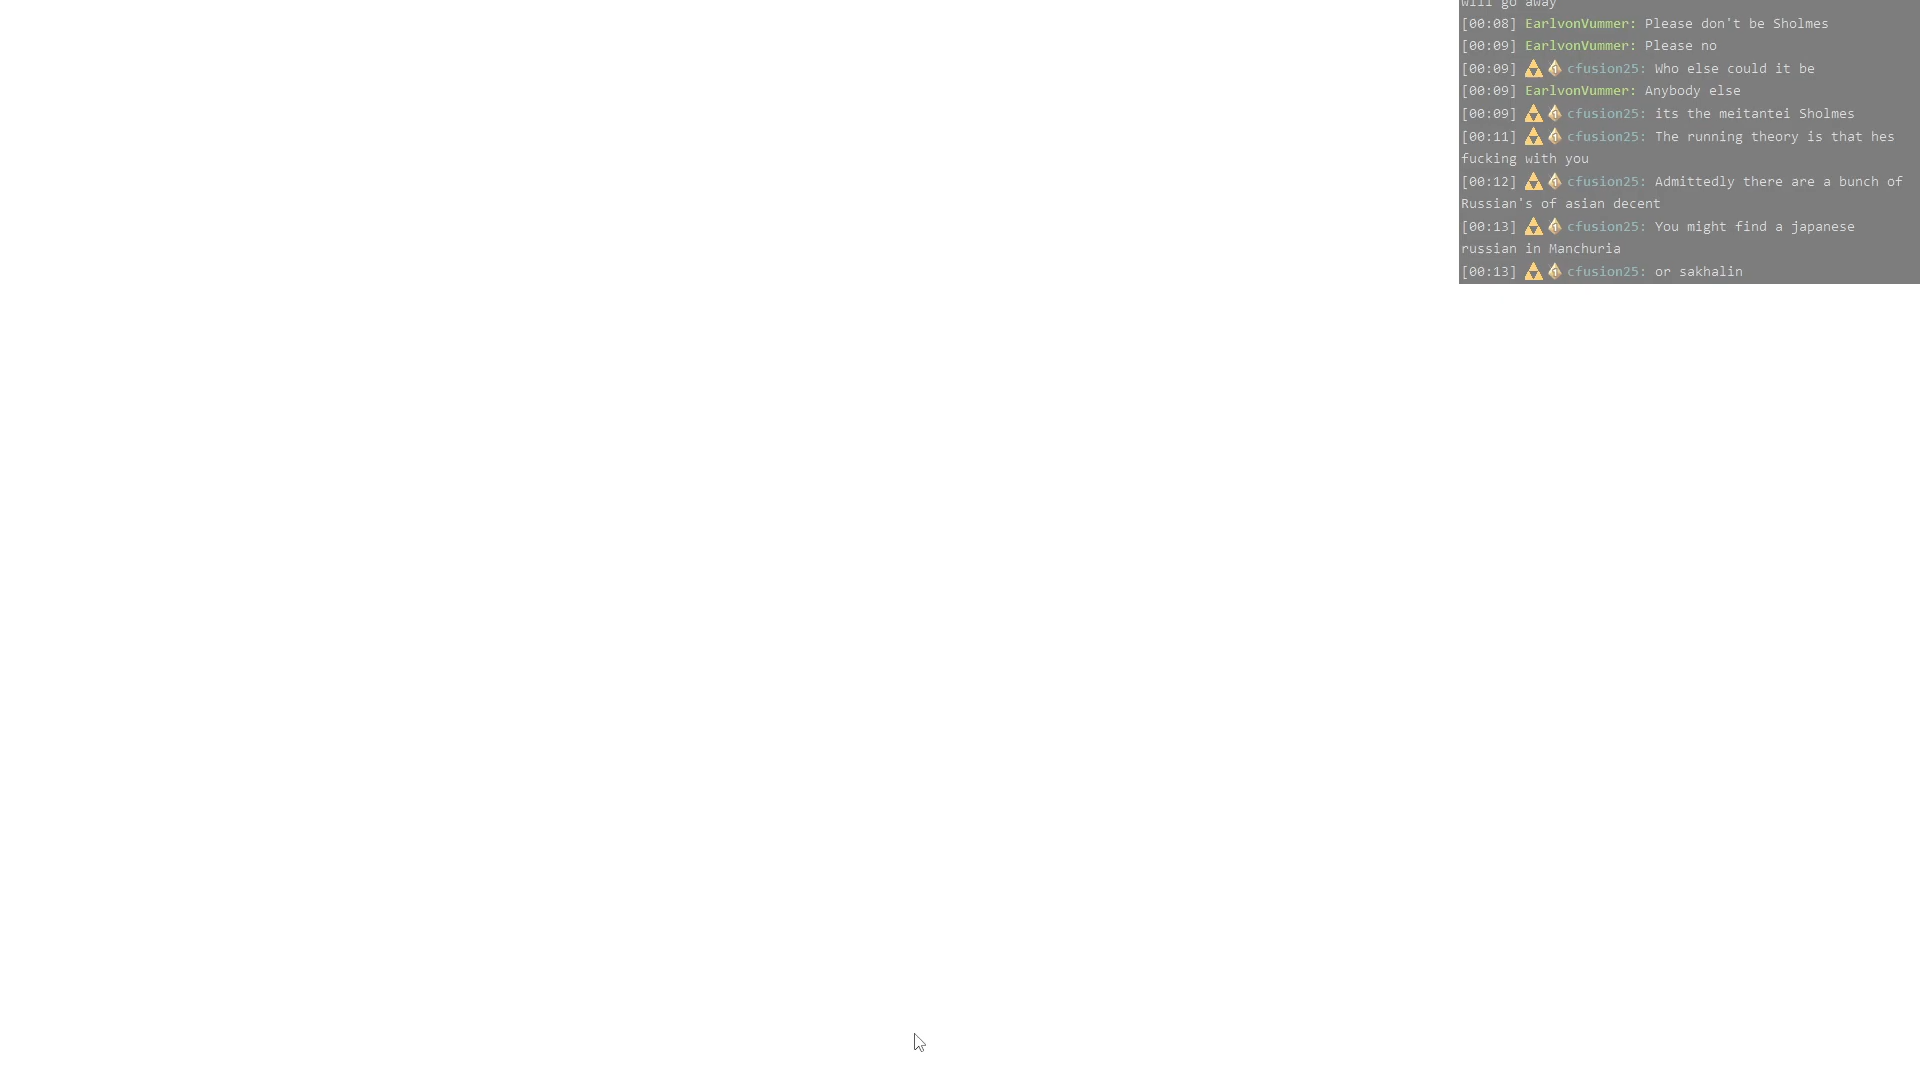 will go away
[00:08] EarlvonVummer: Please don't be Sholmes
[00:09] EarlvonVummer: Please no
[00:09] cfusion25: Who else could it be
[00:09] EarlvonVummer: Anybody else
[00:09] cfusion25: its the meitantei Sholmes
[00:11] cfusion25: The running theory is that hes
fucking with you
[00:12] cfusion25: Admittedly there are a bunch of
Russian's of asian decent
[00:13] cfusion25: You might find a japanese
russian in Manchuria
[00:13] cfusion25: or sakhalin